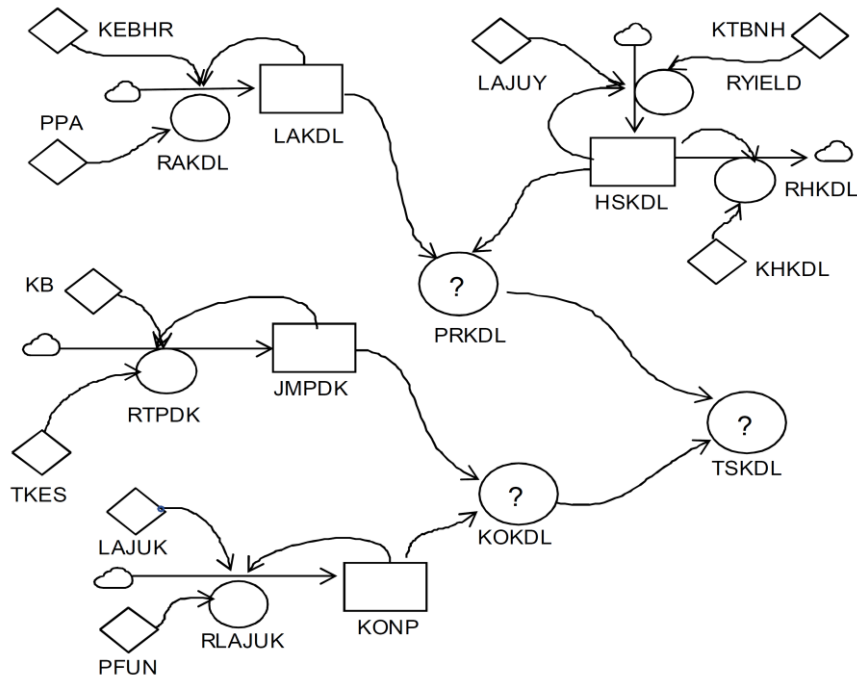 KEBHR
KTBNH
LAJUY
RYIELD
PPA
LAKDL
RAKDL
HSKDL
RHKDL
KHKDL
KB
?
PRKDL
JMPDK
RTPDK
?
TSKDL
TKES
?
KOKDL
LAJUK
RLAJUK
KONP
PFUN